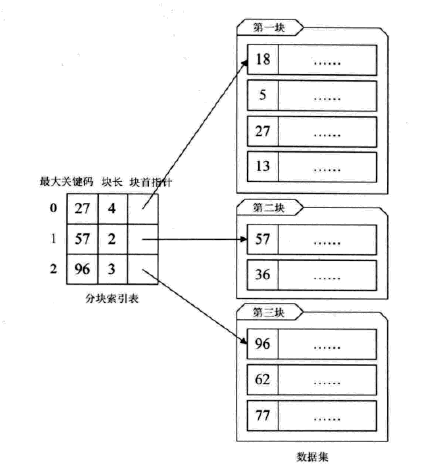 第一块
18 ……
5 ……
27 ……
13 ……
最大关键码 块长 块首指针
0 27 4
1 57 2
2 96 3
分块索引表
第二块
57 ……
36 ……
第三块
96 ……
62 ……
77 ……
数据集